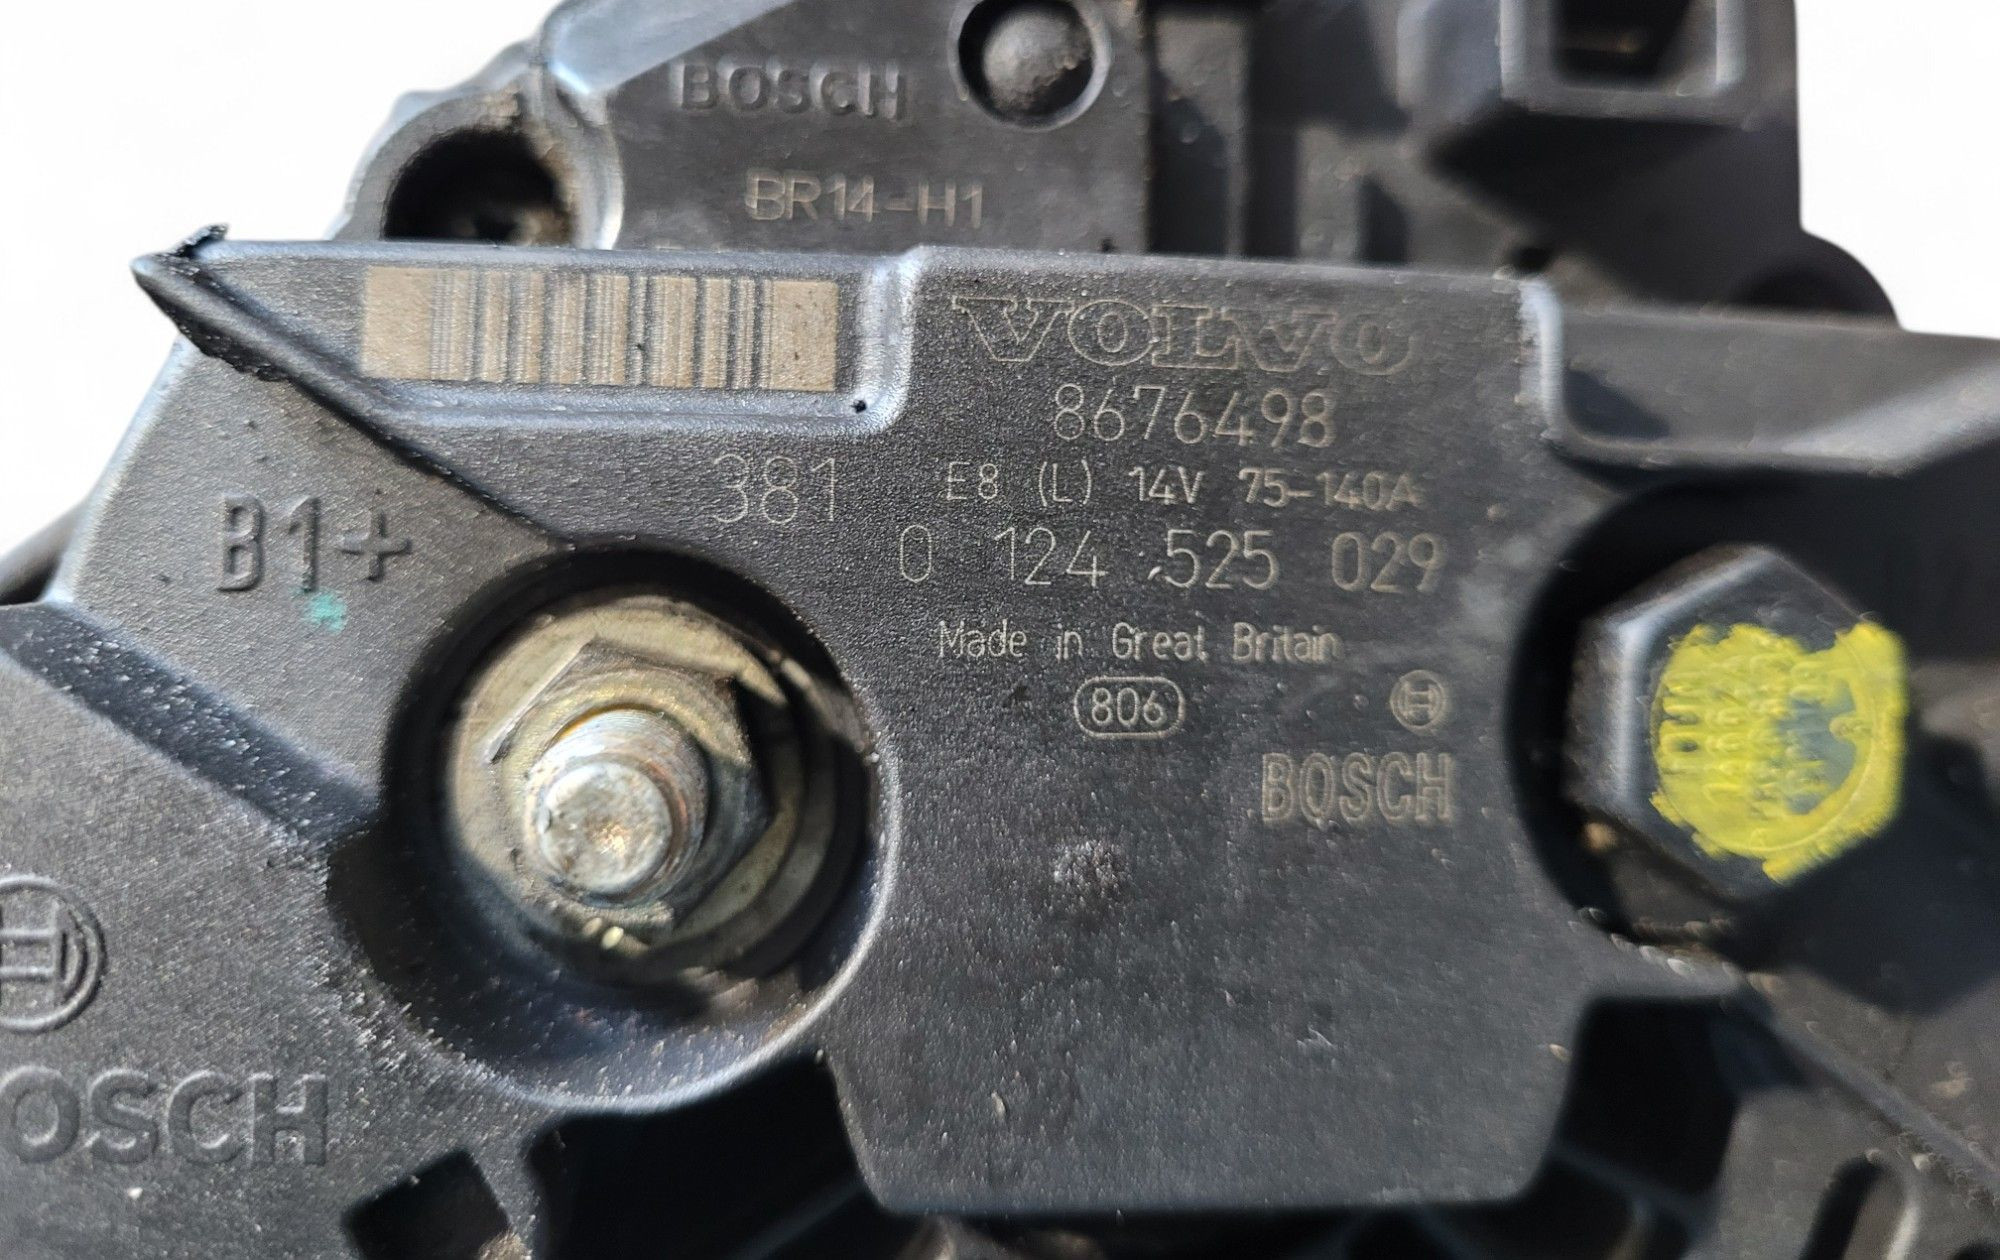 BOSCH
BR14-H1
VOLVO
8676498
381 E8 (L) 14V 75-140A
0 124 525 029
B1+
Made in Great Britain
806
BOSCH
OSCH